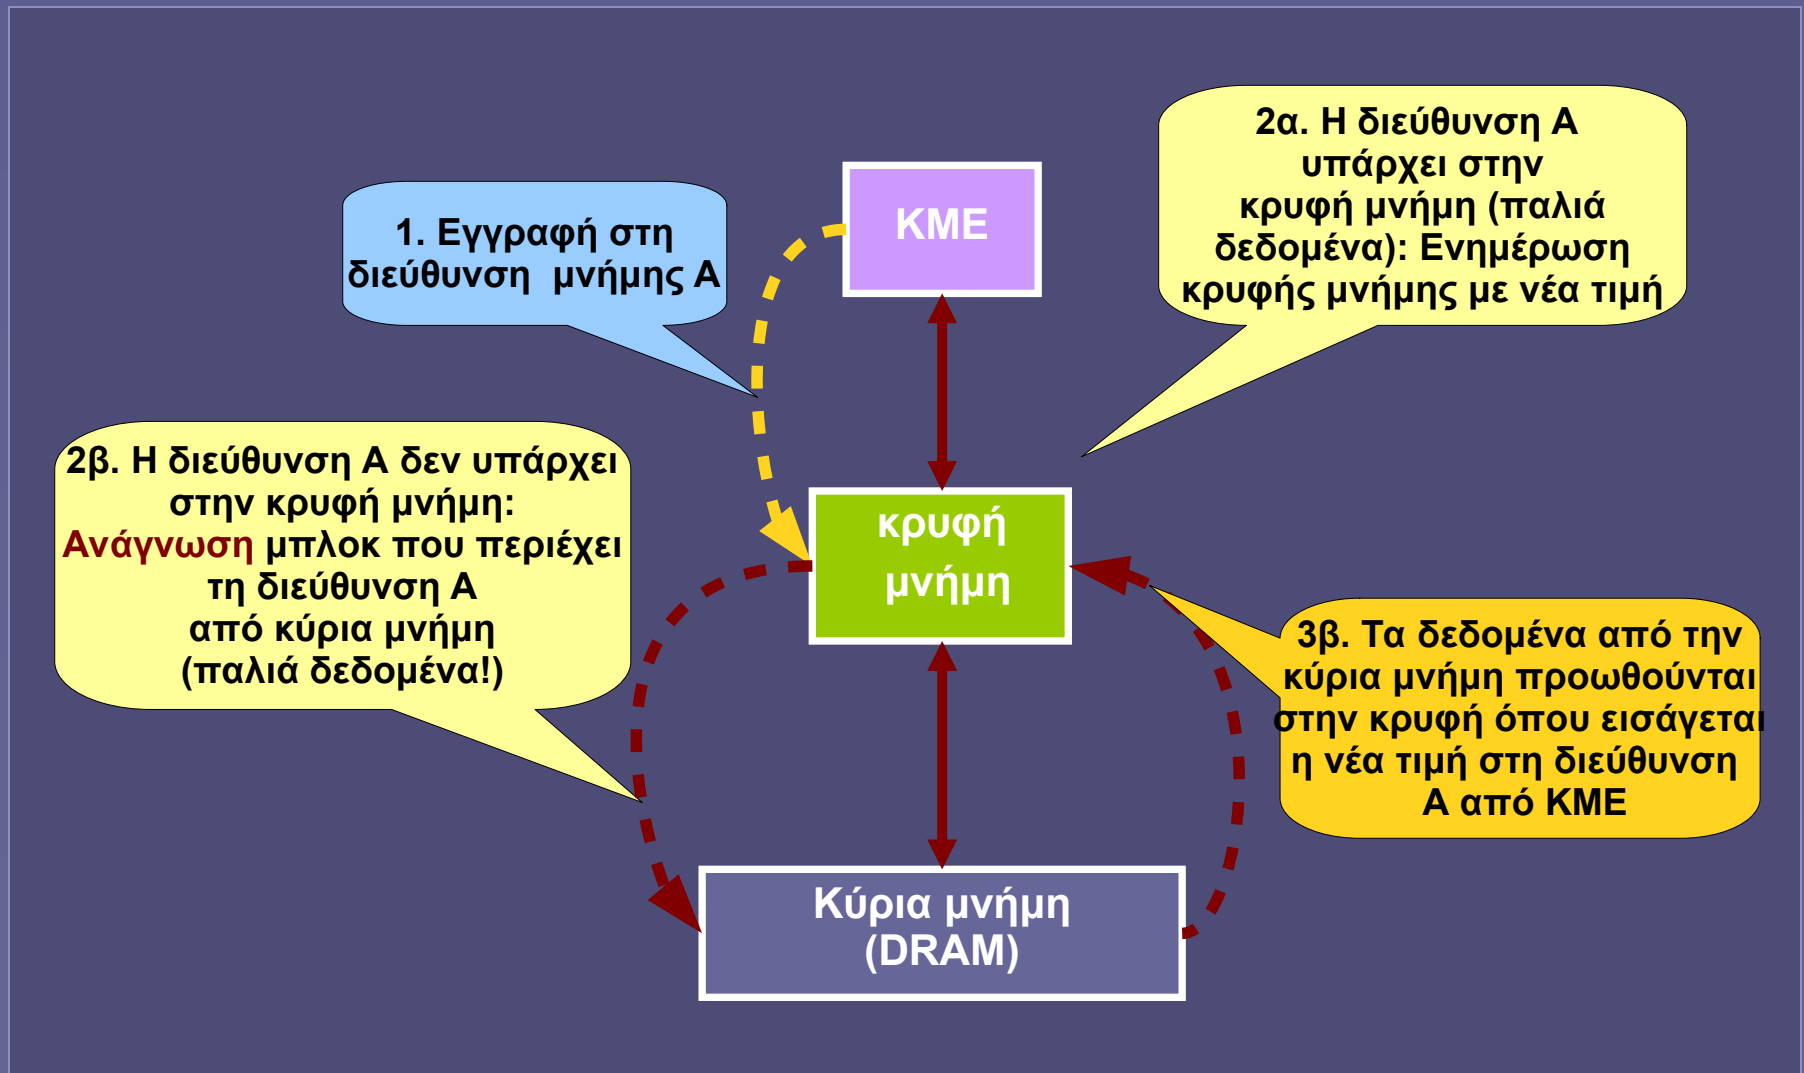 1. Εγγραφή στη
διεύθυνση μνήμης Α
ΚΜΕ
2α. Η διεύθυνση Α
υπάρχει στην
κρυφή μνήμη (παλιά
δεδομένα): Ενημέρωση
κρυφής μνήμης με νέα τιμή
2β. Η διεύθυνση Α δεν υπάρχει
στην κρυφή μνήμη:
Ανάγνωση μπλοκ που περιέχει
τη διεύθυνση Α
από κύρια μνήμη
(παλιά δεδομένα!)
κρυφή
μνήμη
3β. Τα δεδομένα από την
κύρια μνήμη προωθούνται
στην κρυφή όπου εισάγεται
η νέα τιμή στη διεύθυνση
Α από ΚΜΕ
Κύρια μνήμη
(DRAM)